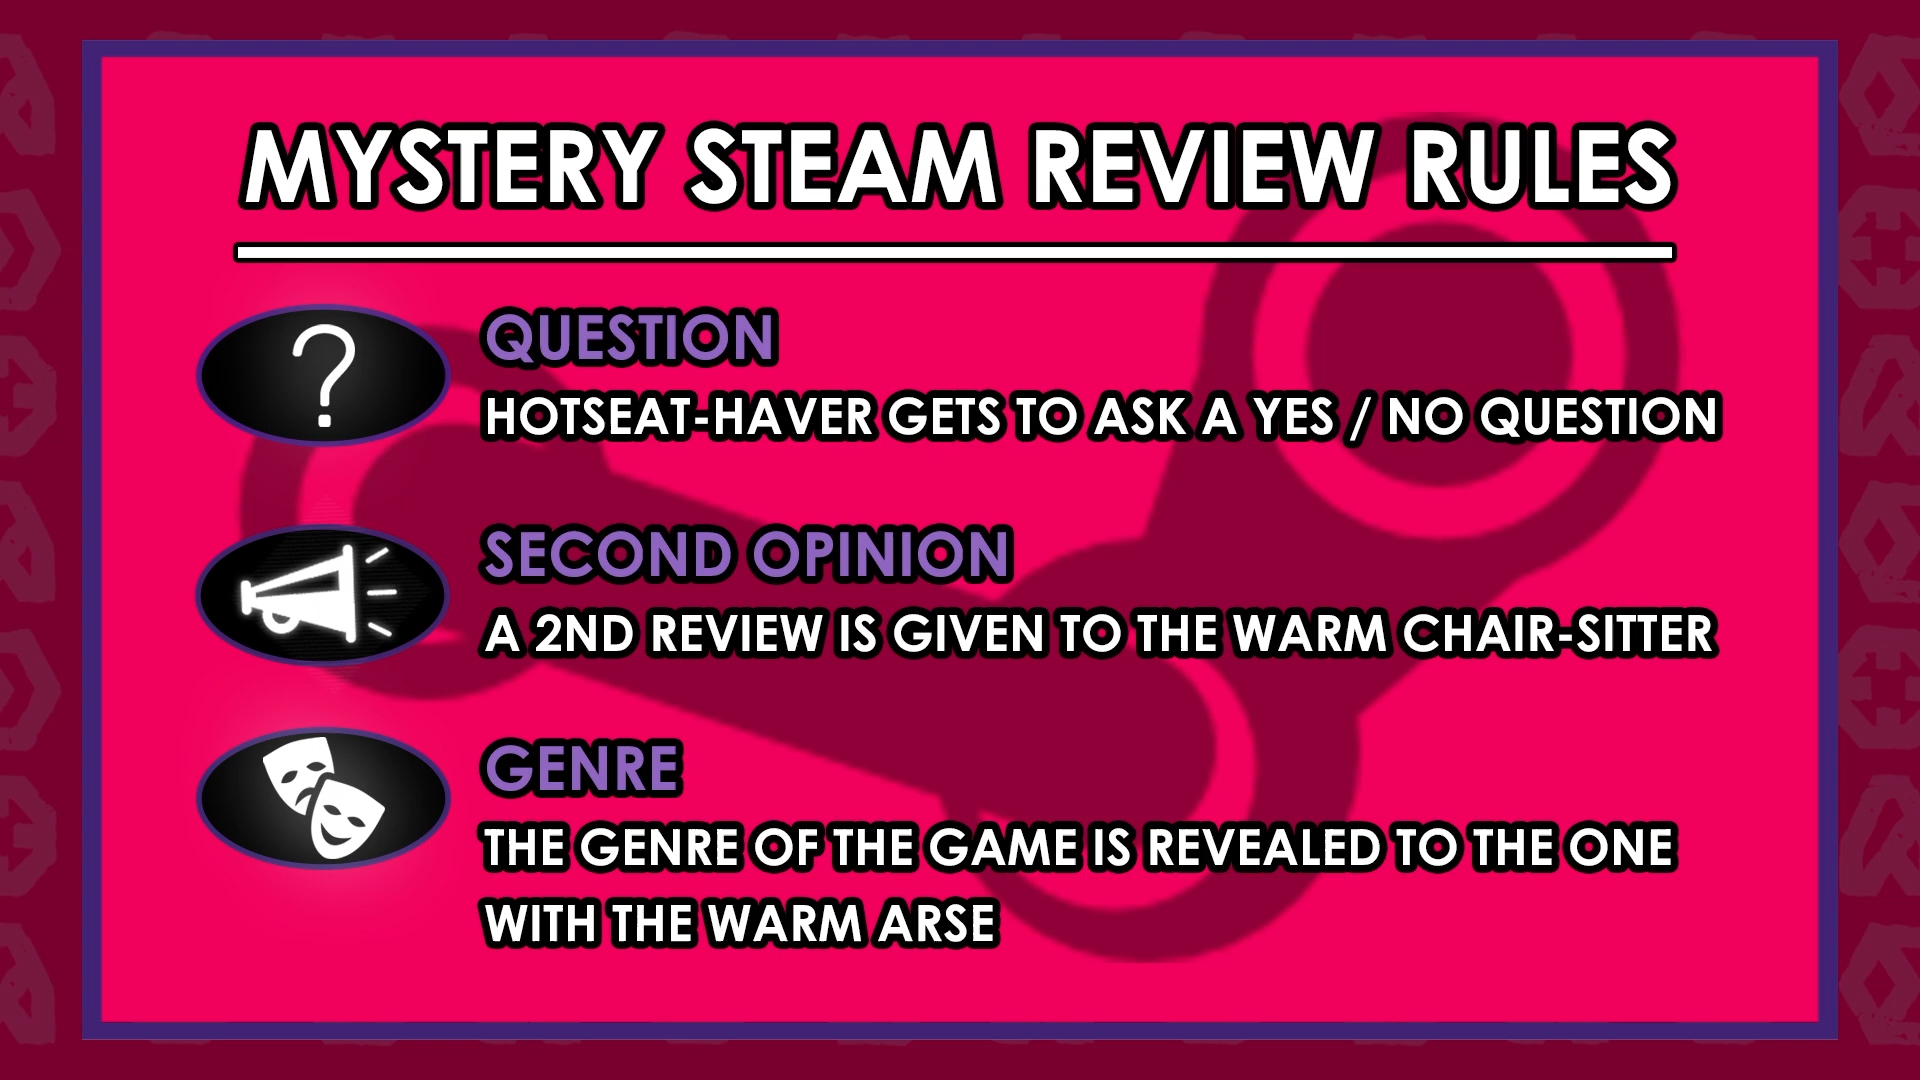 MYSTERY STEAM REVIEW RULES
?
QUESTION
HOTSEAT-HAVER GETS TO ASK A YES / NO QUESTION
SECOND OPINION
A 2ND REVIEW IS GIVEN TO THE WARM CHAIR-SITTER
GENRE
THE GENRE OF THE GAME IS REVEALED TO THE ONE
WITH THE WARM ARSE